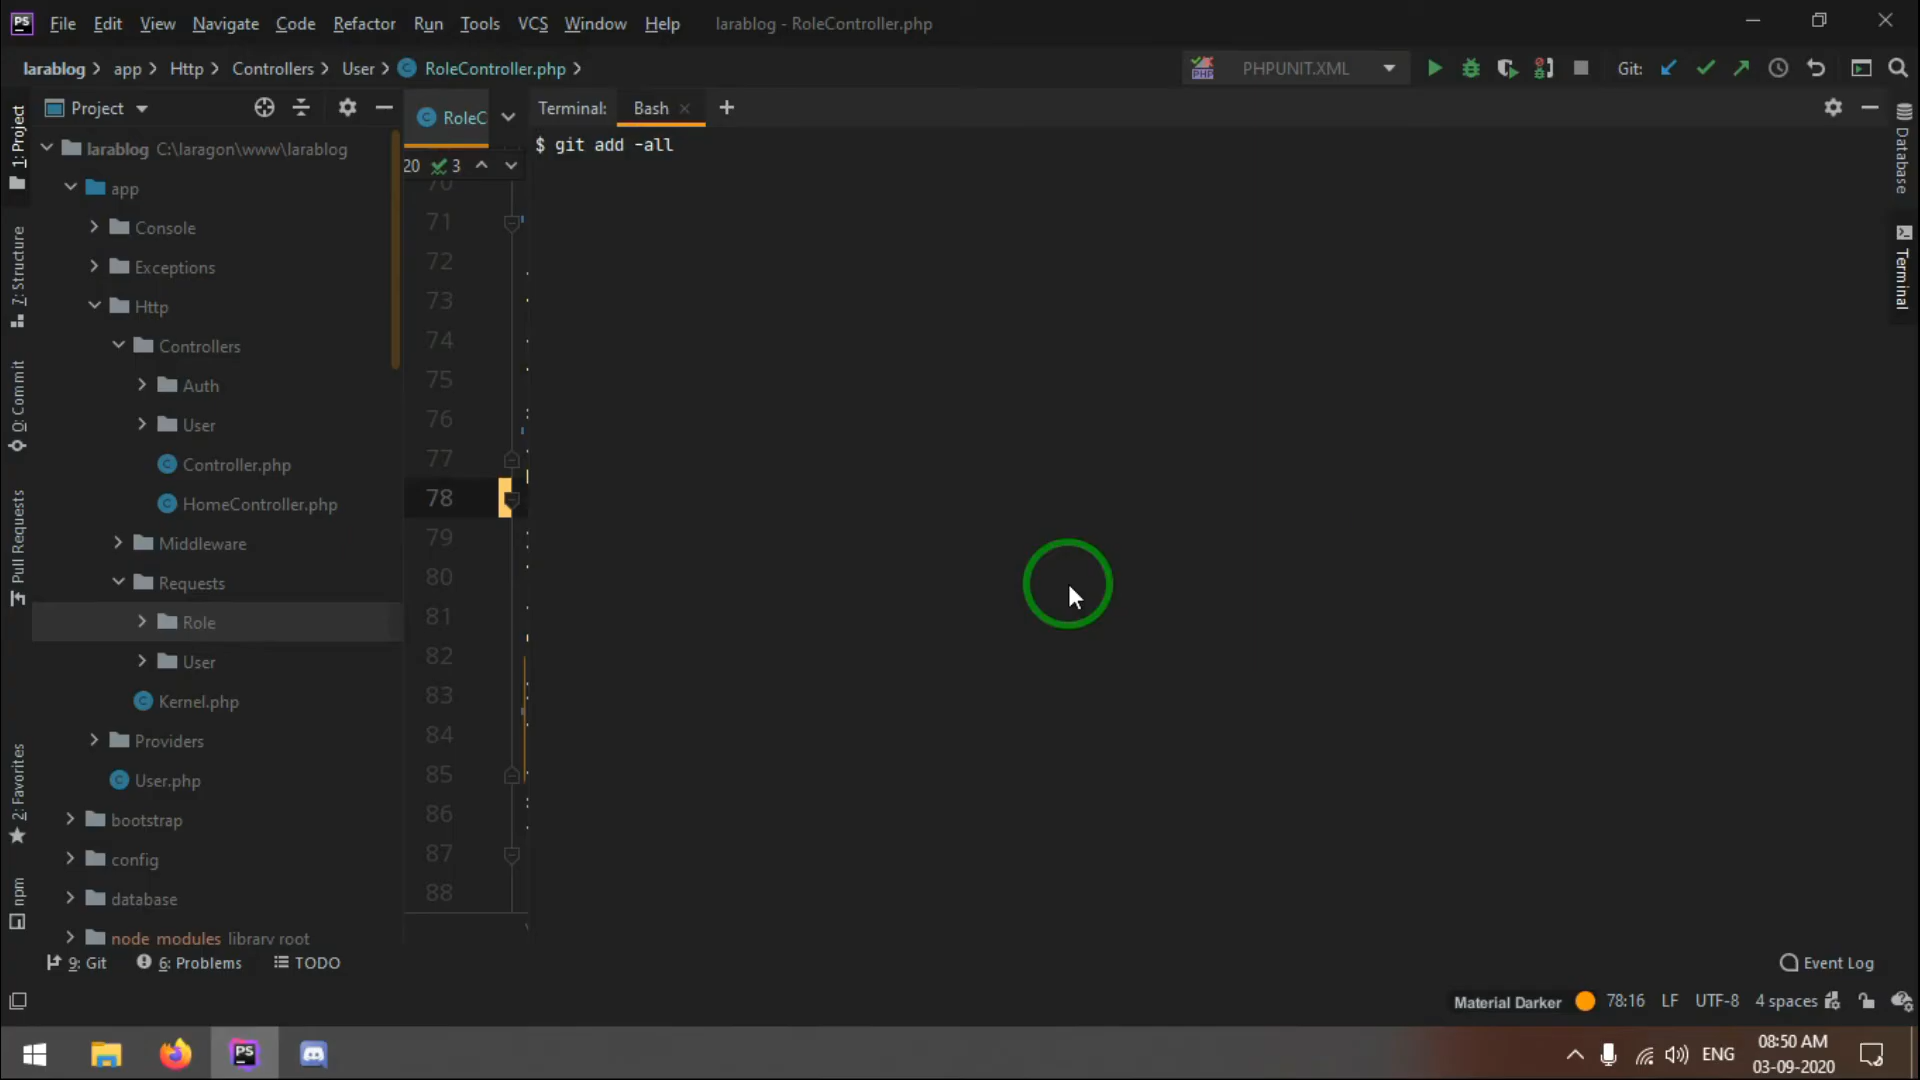 PS File Edit View Navigate Code Refactor Run Tools VCS Window Help larablog - RoleController.php
larablog app Http Controllers User RoleController.php PHP PHPUNIT.XML Git:
Project
RoleC
Terminal: Bash
$ git add -all
20 3
larablog C:\laragon\www\larablog
app
Console
Exceptions
Http
Controllers
Auth
User
Controller.php
HomeController.php
Middleware
Requests
Role
User
Kernel.php
Providers
User.php
bootstrap
config
database
node_modules library root
70
71
72
73
74
75
76
77
78
79
80
81
82
83
84
85
86
87
88
1: Project
7: Structure
0: Commit
Pull Requests
2: Favorites
npm
Database
Terminal
9: Git 6: Problems TODO Event Log
Material Darker 78:16 LF UTF-8 4 spaces
PS ENG 08:50 AM
03-09-2020